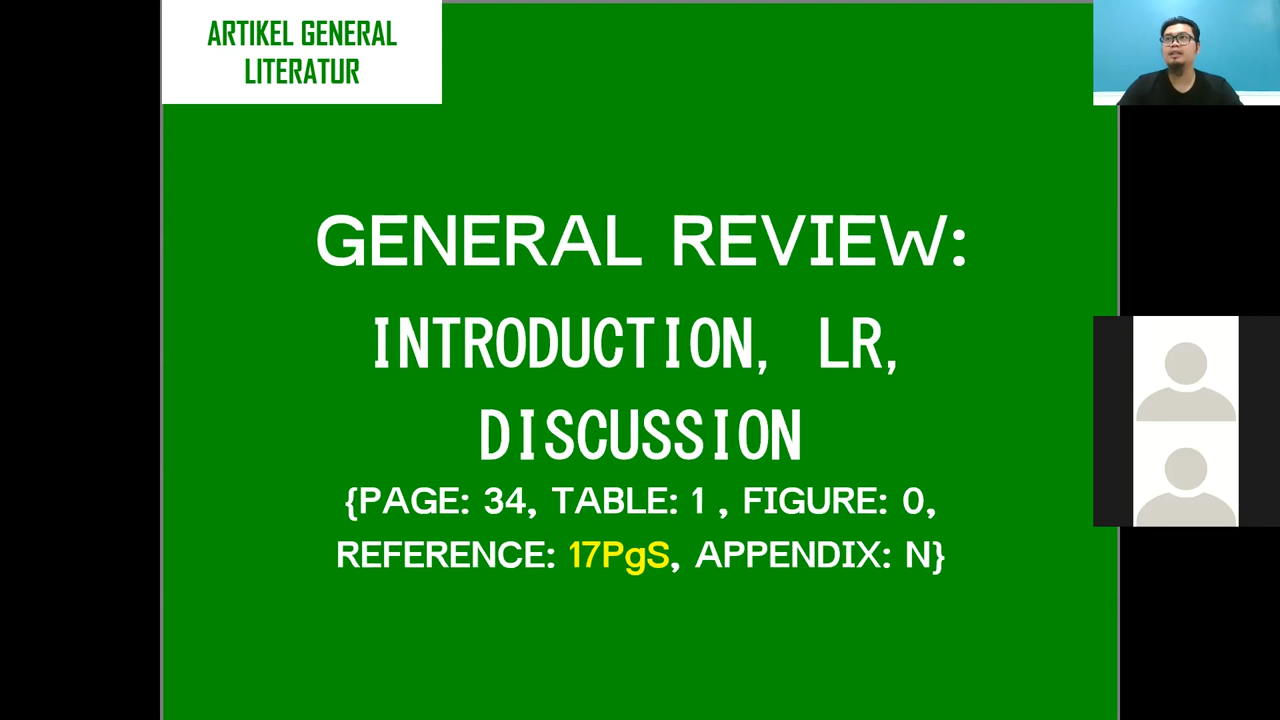 ARTIKEL GENERAL
LITERATUR
GENERAL REVIEW:
INTRODUCTION, LR,
DISCUSSION
{PAGE: 34, TABLE: 1 , FIGURE: 0,
REFERENCE: 17PgS, APPENDIX: N}